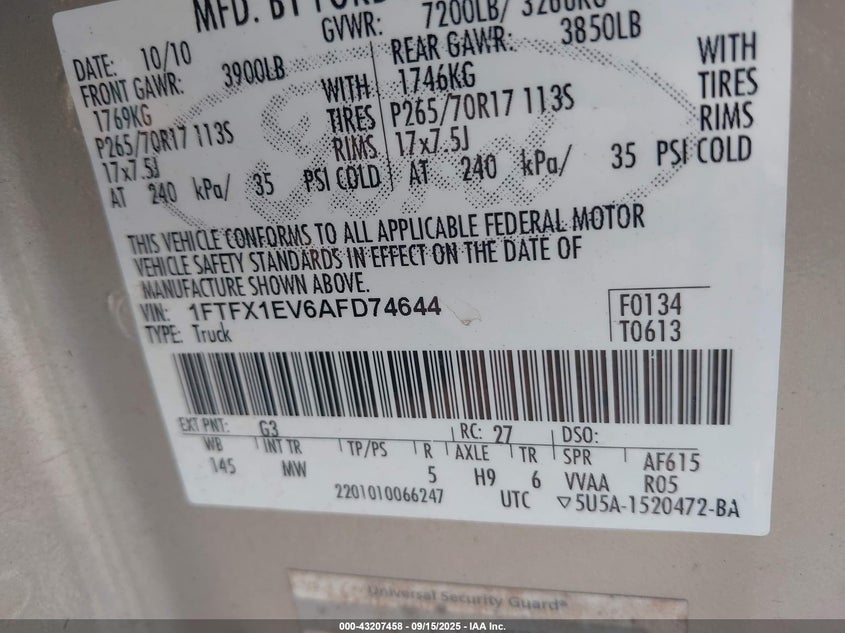 MFD. BY FORD
GVWR: 7200LB/ 3266KG
DATE: 10/10
FRONT GAWR: 3900LB
1769KG
P265/70R17 113S
17x7.5J
AT 240 kPa/ 35 PSI COLD
WITH
TIRES
RIMS
REAR GAWR: 3850LB
1746KG
P265/70R17 113S
17x7.5J
AT 240 kPa/ 35 PSI COLD
WITH
TIRES
RIMS
THIS VEHICLE CONFORMS TO ALL APPLICABLE FEDERAL MOTOR
VEHICLE SAFETY STANDARDS IN EFFECT ON THE DATE OF
MANUFACTURE SHOWN ABOVE.
VIN: 1FTFX1EV6AFD74644
TYPE: Truck
F0134
T0613
EXT PNT: G3 RC: 27 DSO:
WB INT TR TP/PS R AXLE TR SPR AF615
145 MW 5 H9 6 VVAA R05
2201010066247 UTC ▽5U5A-1520472-BA
Universal Security Guard®
000-43207458 - 09/15/2025 - IAA Inc.